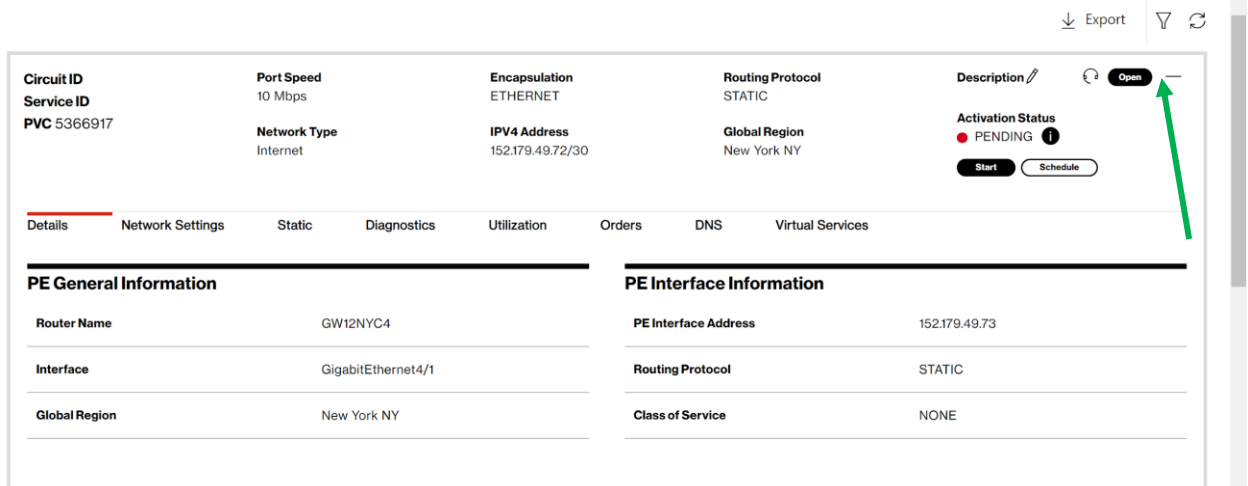 Export
Circuit ID
Service ID
PVC 5366917
Port Speed
10 Mbps
Network Type
Internet
Encapsulation
ETHERNET
IPV4 Address
152.179.49.72/30
Routing Protocol
STATIC
Global Region
New York NY
Description
Open
Activation Status
PENDING
Start Schedule
Details Network Settings Static Diagnostics Utilization Orders DNS Virtual Services
PE General Information
Router Name GW12NYC4
Interface GigabitEthernet4/1
Global Region New York NY
PE Interface Information
PE Interface Address 152.179.49.73
Routing Protocol STATIC
Class of Service NONE